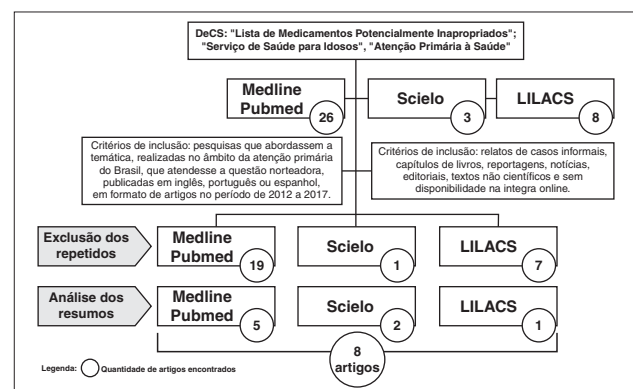 DeCS: "Lista de Medicamentos Potencialmente Inapropriados";
"Serviço de Saúde para Idosos", "Atenção Primária à Saúde"
Medline
Pubmed
26
Scielo
3
LILACS
8
Critérios de inclusão: pesquisas que abordassem a
temática, realizadas no âmbito da atenção primária
do Brasil, que atendesse a questão norteadora,
publicadas em inglês, português ou espanhol,
em formato de artigos no período de 2012 a 2017.
Critérios de inclusão: relatos de casos informais,
capítulos de livros, reportagens, notícias,
editoriais, textos não científicos e sem
disponibilidade na integra online.
Exclusão dos
repetidos
Medline
Pubmed
19
Scielo
1
LILACS
7
Análise dos
resumos
Medline
Pubmed
5
Scielo
2
LILACS
1
8
artigos
Legenda: Quantidade de artigos encontrados